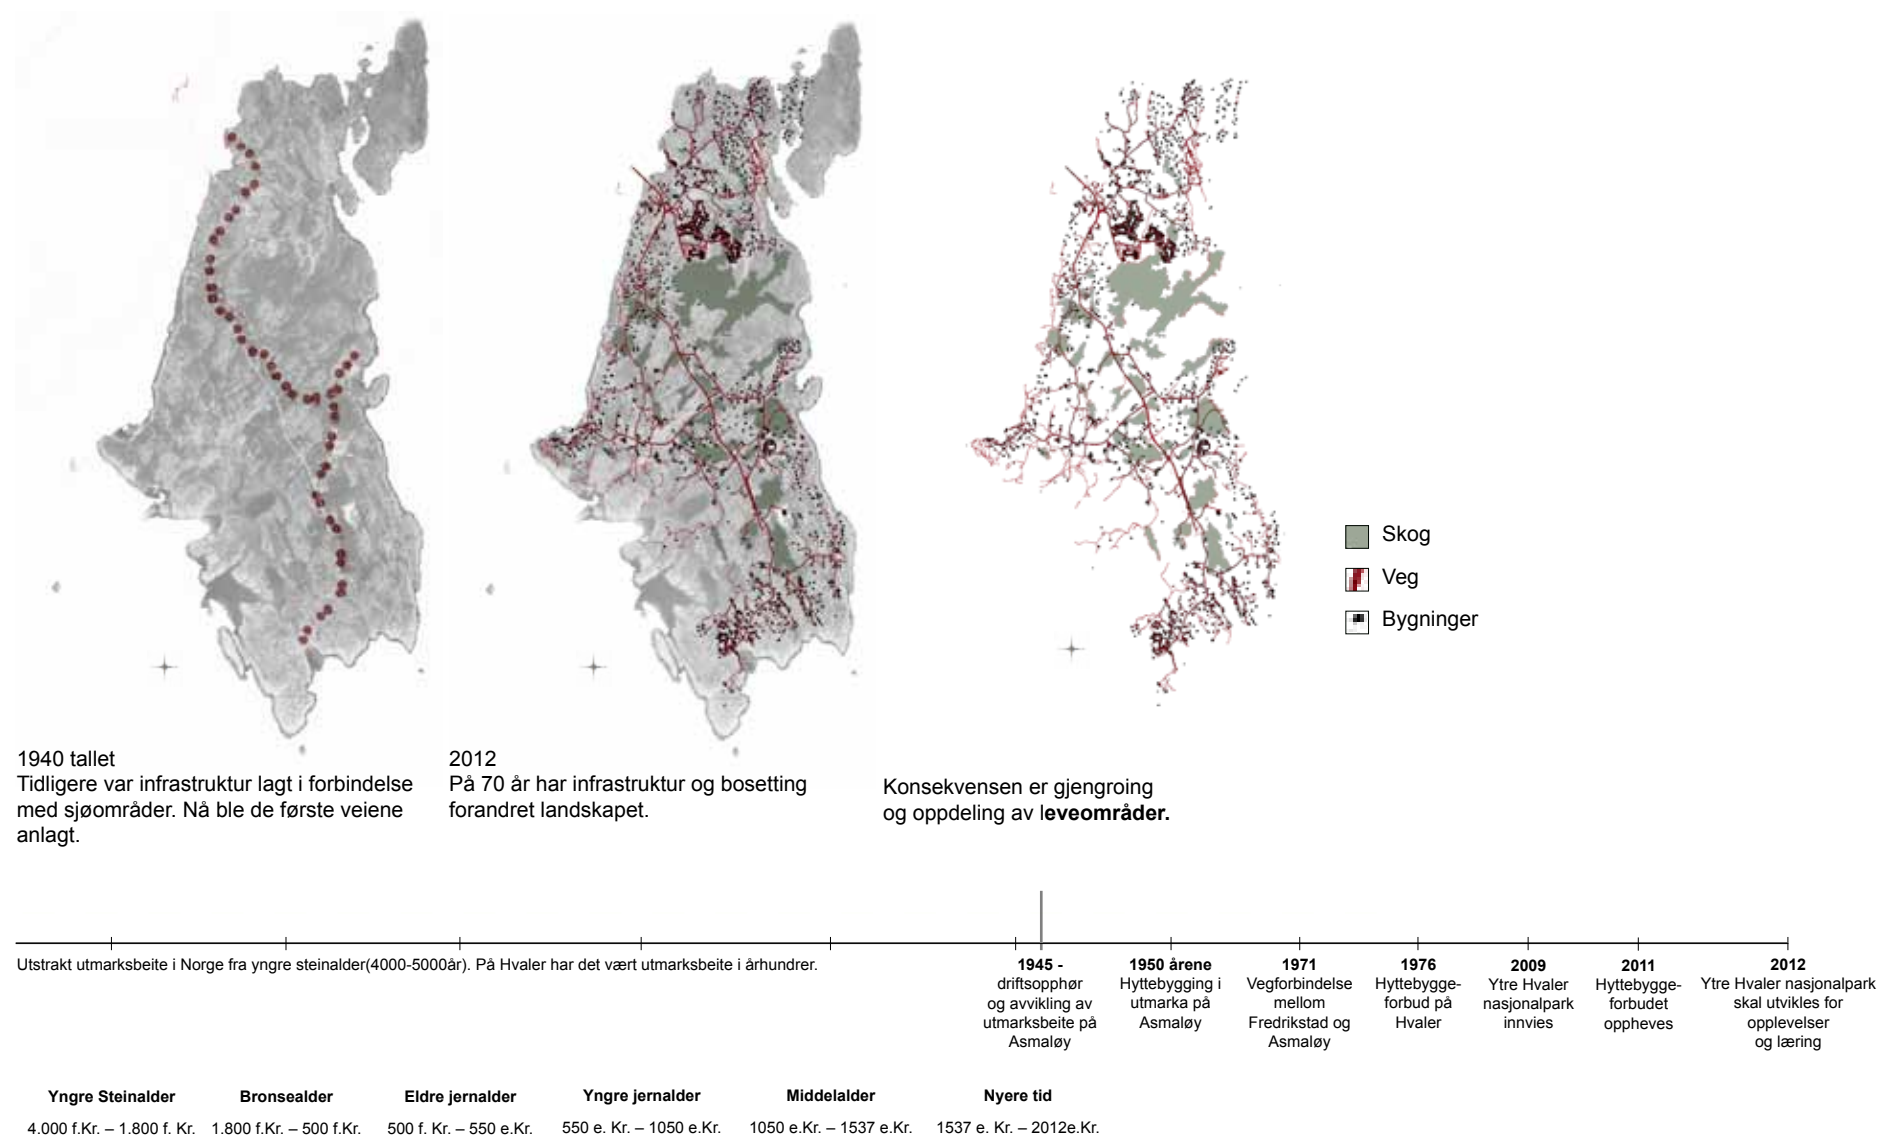 Skog
Veg
Bygninger
1940 tallet
Tidligere var infrastruktur lagt i forbindelse
med sjøområder. Nå ble de første veiene
anlagt.
2012
På 70 år har infrastruktur og bosetting
forandret landskapet.
Konsekvensen er gjengroing
og oppdeling av leveområder.
Utstrakt utmarksbeite i Norge fra yngre steinalder(4000-5000år). På Hvaler har det vært utmarksbeite i århundrer.
1945 -
driftsopphør
og avvikling av
utmarksbeite på
Asmaløy
1950 årene
Hyttebygging i
utmarka på
Asmaløy
1971
Vegforbindelse
mellom
Fredrikstad og
Asmaløy
1976
Hyttebygge-
forbud på
Hvaler
2009
Ytre Hvaler
nasjonalpark
innvies
2011
Hyttebygge-
forbudet
oppheves
2012
Ytre Hvaler nasjonalpark
skal utvikles for
opplevelser
og læring
Yngre Steinalder
4.000 f.Kr. – 1.800 f. Kr.
Bronsealder
1.800 f.Kr. – 500 f.Kr.
Eldre jernalder
500 f. Kr. – 550 e.Kr.
Yngre jernalder
550 e. Kr. – 1050 e.Kr.
Middelalder
1050 e.Kr. – 1537 e.Kr.
Nyere tid
1537 e. Kr. – 2012e.Kr.